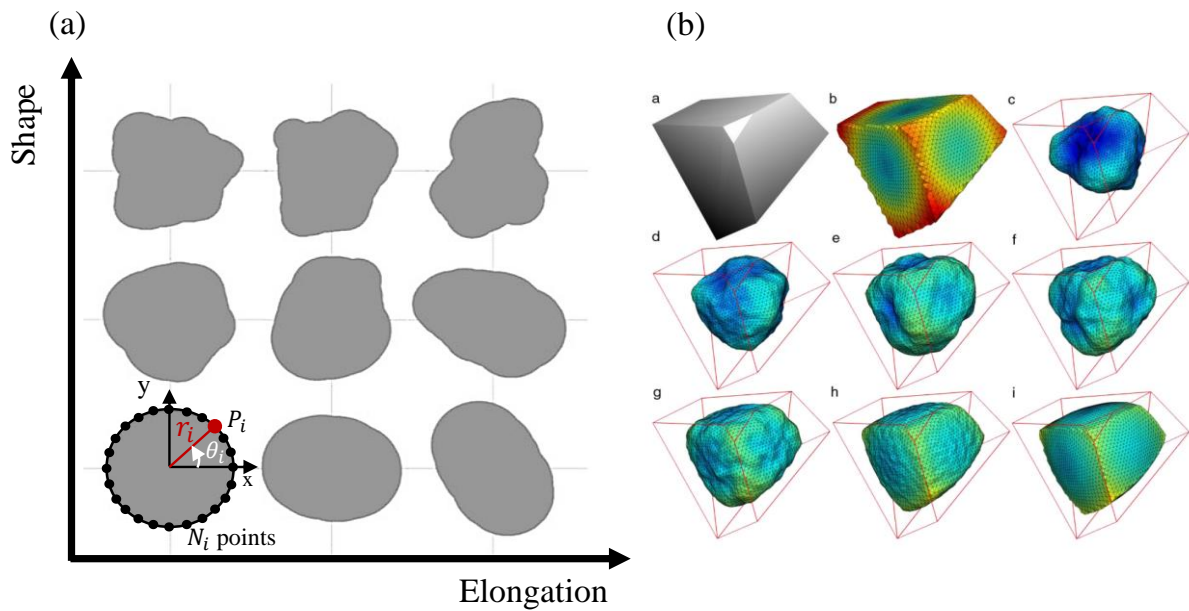 (a)
(b)
Shape
a
b
c
d
e
f
y
P_i
r_i
θ_i
x
N_i points
g
h
i
Elongation